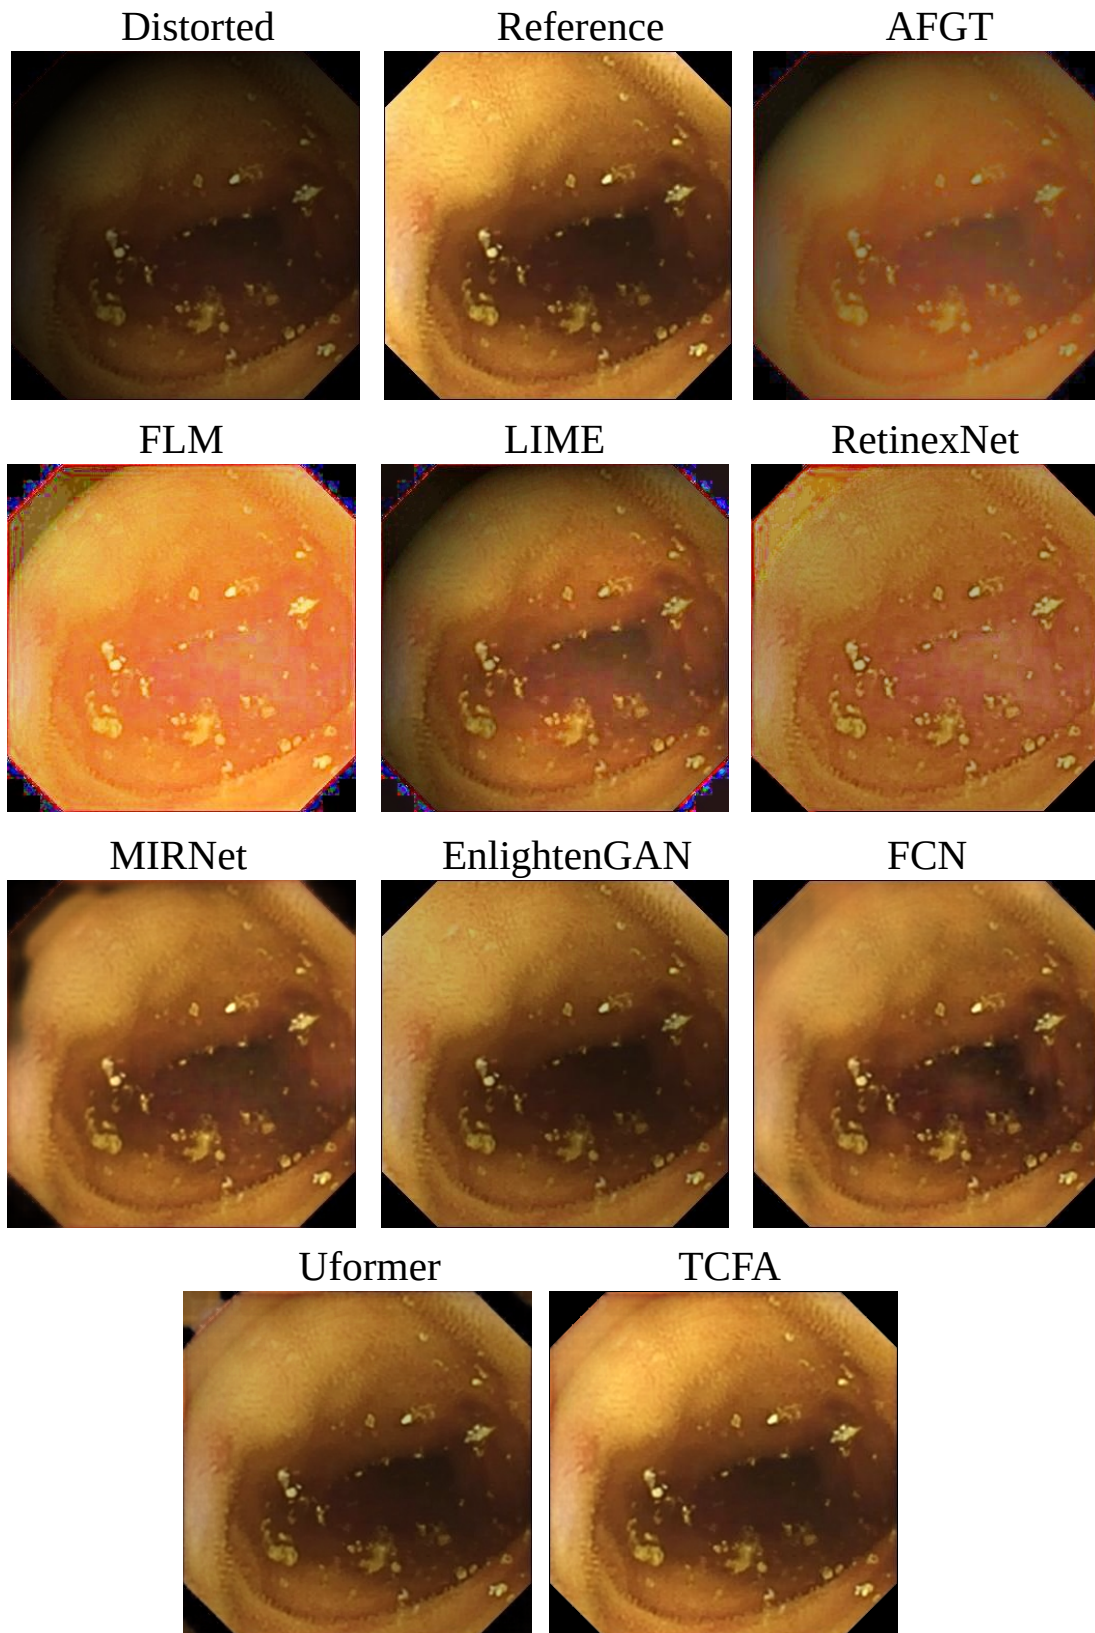 Distorted
Reference
AFGT
FLM
LIME
RetinexNet
MIRNet
EnlightenGAN
FCN
Uformer
TCFA